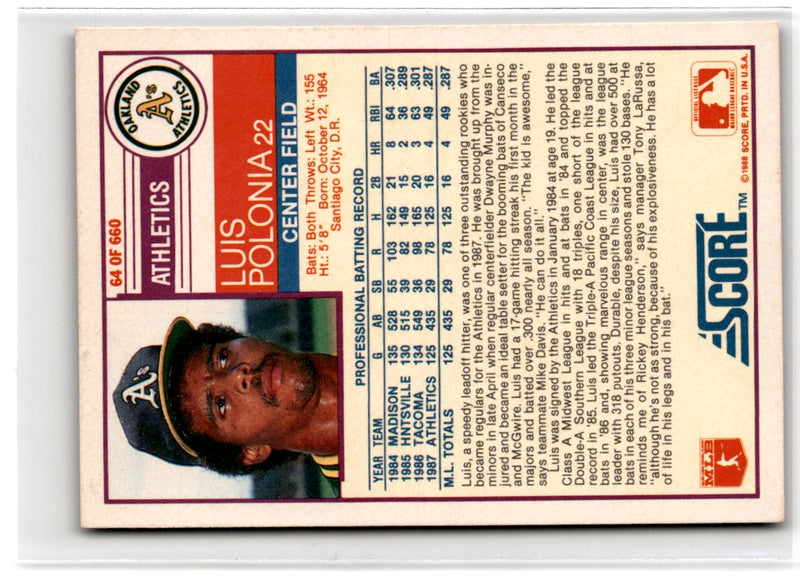 64 OF 660
ATHLETICS
OAKLAND
A's
ATHLETICS
LUIS
POLONIA 22
CENTER FIELD
Bats: Both Throws: Left Wt.: 155
Ht.: 5'8" Born: October 12, 1964
Santiago City, D.R.
A's
PROFESSIONAL BATTING RECORD
YEAR TEAM G AB SB R H 2B HR RBI BA
1984 MADISON 135 528 55 103 162 21 8 64 .307
1985 HUNTSVILLE 130 515 39 82 149 15 2 36 .289
1986 TACOMA 134 549 36 98 165 20 3 63 .301
1987 ATHLETICS 125 435 29 78 125 16 4 49 .287
M.L. TOTALS 125 435 29 78 125 16 4 49 .287
Luis, a speedy leadoff hitter, was one of three outstanding rookies who
became regulars for the Athletics in 1987. He was brought up from the
minors in late April when regular centerfielder Dwayne Murphy was in-
jured and became an ideal table setter for the booming bats of Canseco
and McGwire. Luis had a 17-game hitting streak his first month in the
majors and batted over .300 nearly all season. "The kid is awesome,"
says teammate Mike Davis. "He can do it all."
Luis was signed by the Athletics in January 1984 at age 19. He led the
Class A Midwest League in hits and at bats in '84 and topped the
Double-A Southern League with 18 triples, one short of the league
record in '85. Luis led the Triple-A Pacific Coast League in hits and at
bats in '86 and, showing marvelous range in center, was the league
leader with 318 putouts. Durable, despite his size, Luis had over 500 at
bats in each of his three minor league seasons and stole 130 bases. "He
reminds me of Rickey Henderson," says manager Tony LaRussa,
"although he's not as strong, because of his explosiveness. He has a lot
of life in his legs and in his bat."
MLB
SCORE™
OFFICIAL LICENSEE
MAJOR LEAGUE BASEBALL
©1988 SCORE, PRTD. IN U.S.A.